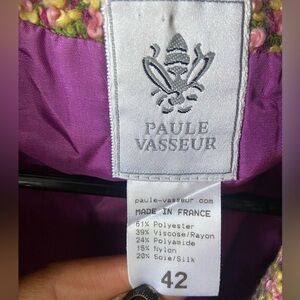 PAULE
VASSEUR
paule-vasseur.com
MADE IN FRANCE
61% Polyester
39% Viscose/Rayon
24% Polyamide
15% Nylon
20% Soie/Silk
42